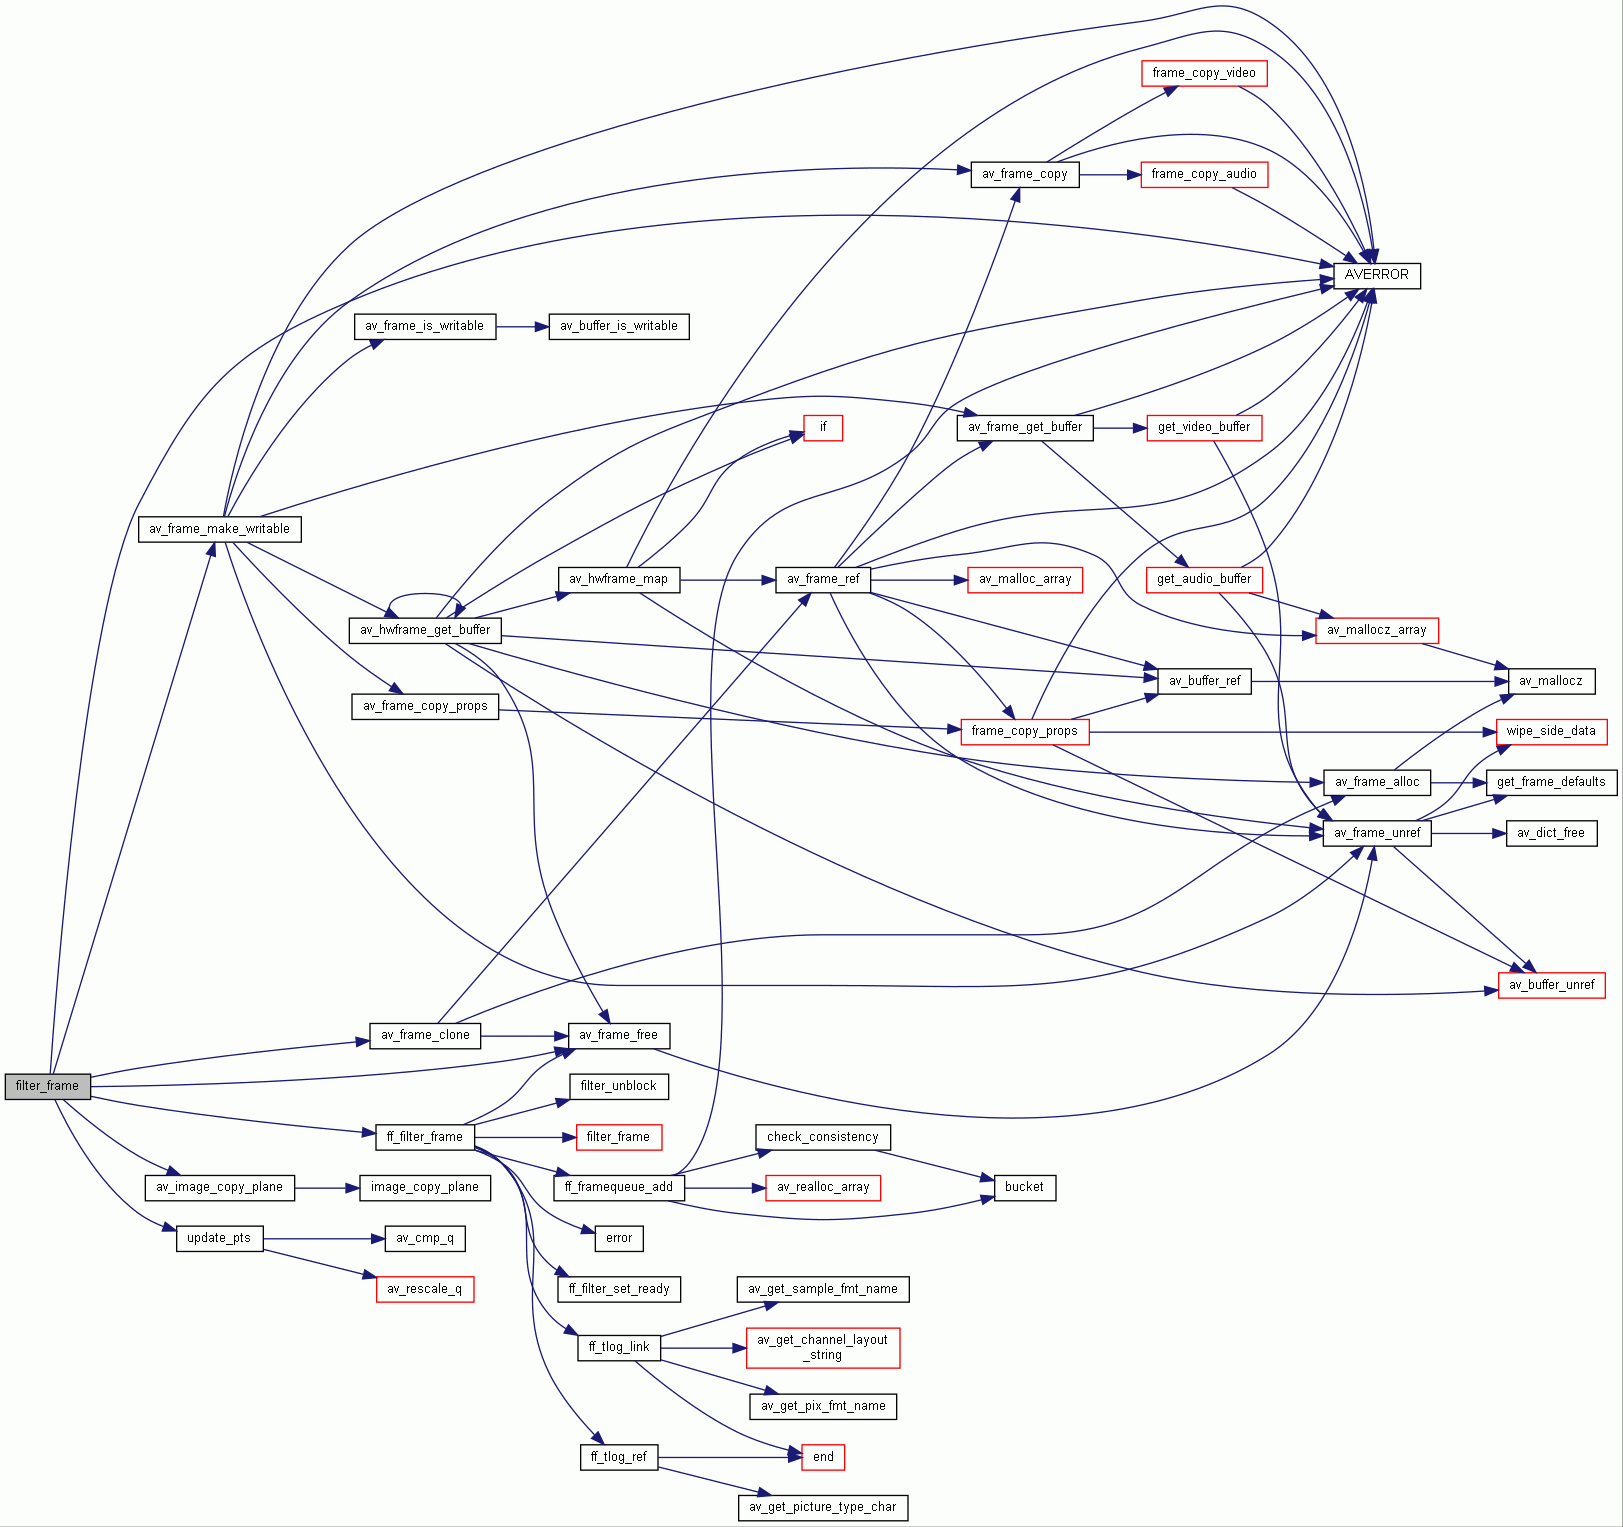 frame_copy_video
av_frame_copy
frame_copy_audio
AVERROR
av_frame_is_writable
av_buffer_is_writable
if
av_frame_get_buffer
get_video_buffer
av_frame_make_writable
av_hwframe_map
av_frame_ref
av_malloc_array
get_audio_buffer
av_hwframe_get_buffer
av_mallocz_array
av_buffer_ref
av_mallocz
av_frame_copy_props
frame_copy_props
wipe_side_data
av_frame_alloc
get_frame_defaults
av_frame_unref
av_dict_free
av_buffer_unref
av_frame_clone
av_frame_free
filter_frame
filter_unblock
ff_filter_frame
filter_frame
check_consistency
av_image_copy_plane
image_copy_plane
ff_framequeue_add
av_realloc_array
bucket
update_pts
av_cmp_q
error
av_rescale_q
ff_filter_set_ready
av_get_sample_fmt_name
ff_tlog_link
av_get_channel_layout
_string
av_get_pix_fmt_name
ff_tlog_ref
end
av_get_picture_type_char